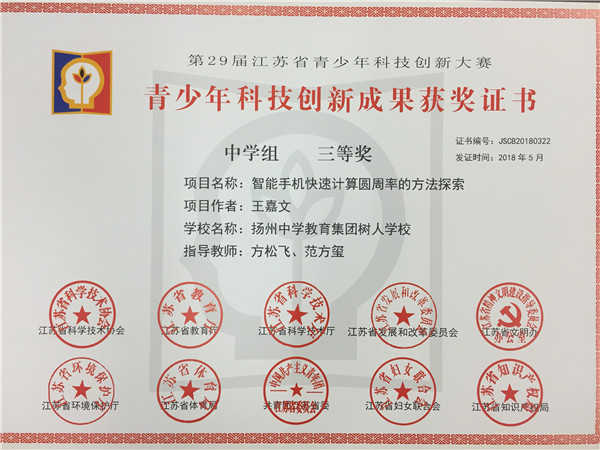 第29届江苏省青少年科技创新大赛
青少年科技创新成果获奖证书
证书编号：JSCB20180322
发证时间：2018年5月
中学组 三等奖
项目名称：智能手机快速计算圆周率的方法探索
项目作者：王嘉文
学校名称：扬州中学教育集团树人学校
指导教师：方松飞、范方玺
江苏省科学技术协会 江苏省教育厅 江苏省科学技术厅 江苏省发展和改革委员会 江苏省文明办
江苏省环境保护厅 江苏省体育局 共青团江苏省委 江苏省妇女联合会 江苏省知识产权局